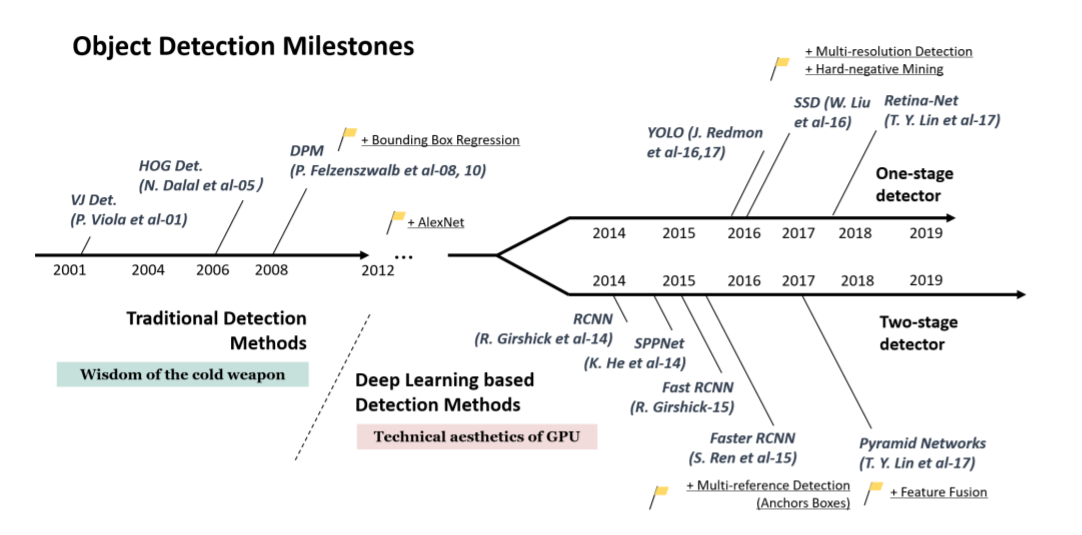 Object Detection Milestones
+ Multi-resolution Detection
+ Hard-negative Mining
SSD (W. Liu
et al-16)
Retina-Net
(T. Y. Lin et al-17)
YOLO (J. Redmon
et al-16,17)
+ Bounding Box Regression
DPM
(P. Felzenszwalb et al-08, 10)
HOG Det.
(N. Dalal et al-05)
VJ Det.
(P. Viola et al-01)
+ AlexNet
One-stage
detector
2014 2015 2016 2017 2018 2019
2001 2004 2006 2008 2012 ...
2014 2015 2016 2017 2018 2019
Traditional Detection
Methods
Wisdom of the cold weapon
Two-stage
detector
RCNN
(R. Girshick et al-14)
SPPNet
(K. He et al-14)
Deep Learning based
Detection Methods
Technical aesthetics of GPU
Fast RCNN
(R. Girshick-15)
Faster RCNN
(S. Ren et al-15)
Pyramid Networks
(T. Y. Lin et al-17)
+ Multi-reference Detection
(Anchors Boxes)
+ Feature Fusion